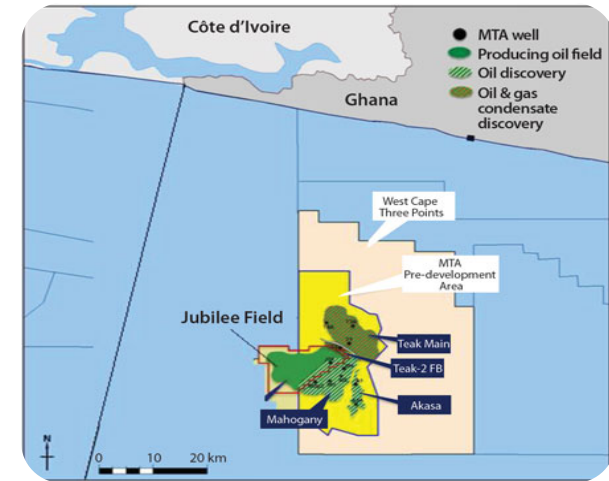 Côte d'Ivoire
MTA well
Producing oil field
Oil discovery
Oil & gas
condensate
discovery
Ghana
West Cape
Three Points
MTA
Pre-development
Area
Jubilee Field
Teak Main
Teak-2 FB
Akasa
Mahogany
N
0 10 20 km